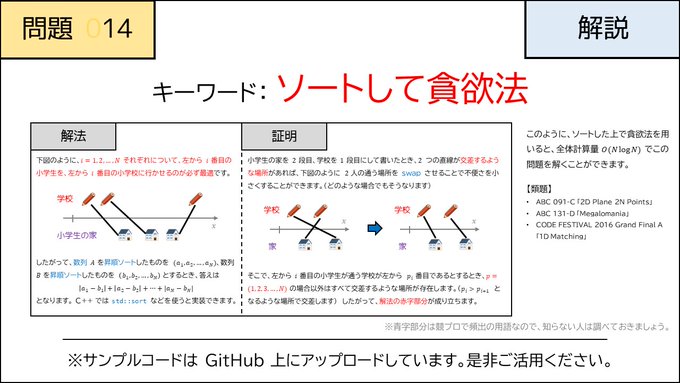 問題 014
解説
キーワード: ソートして貪欲法
解法
下図のように、i = 1, 2, …, N それぞれについて、左から i 番目の
小学生を、左から i 番目の小学校に行かせるのが必ず最適です。
学校
x
小学生の家
したがって、数列 A を昇順ソートしたものを (a₁, a₂, …, a_N)、数列
B を昇順ソートしたものを (b₁, b₂, …, b_N) とするとき、答えは
|a₁ − b₁| + |a₂ − b₂| + ⋯ + |a_N − b_N|
となります。C++ では std::sort などを使うと実装できます。
証明
小学生の家を 2 段目、学校を 1 段目にして書いたとき、2 つの直線が交差するような
場所があれば、下図のように 2 人の通う場所を swap させることで不便さを小
さくすることができます。(どのような場合でもそうなります)
学校
x
家
学校
x
家
そこで、左から i 番目の小学生が通う学校が左から p_i 番目であるとするとき、p =
(1, 2, 3, …, N) の場合以外はすべて交差するような場所が存在します。(p_i > p_{i+1} と
なるような場所で交差します) したがって、解法の赤字部分が成り立ちます。
このように、ソートした上で貪欲法を用
いると、全体計算量 O(N log N) でこの
問題を解くことができます。
【類題】
• ABC 091-C「2D Plane 2N Points」
• ABC 131-D「Megalomania」
• CODE FESTIVAL 2016 Grand Final A
「1D Matching」
※青字部分は競プロで頻出の用語なので、知らない人は調べておきましょう。
※サンプルコードは GitHub 上にアップロードしています。是非ご活用ください。